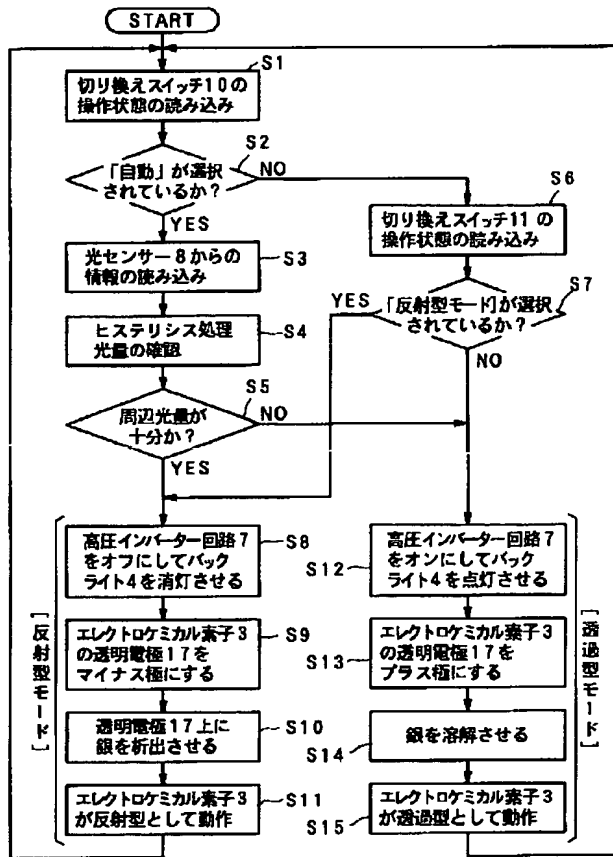 START
S1
切り換えスイッチ10の
操作状態の読み込み
S2
「自動」が選択
されているか?
NO
YES
S3
光センサー8からの
情報の読み込み
S4
ヒステリシス処理
光量の確認
S5
周辺光量が
十分か?
NO
YES
S6
切り換えスイッチ11の
操作状態の読み込み
S7
「反射型モード」が選択
されているか?
YES
NO
[反射型モード]
S8
高圧インバーター回路7
をオフにしてバック
ライト4を消灯させる
S9
エレクトロケミカル素子3
の透明電極17を
マイナス極にする
S10
透明電極17上に
銀を析出させる
S11
エレクトロケミカル素子3
が反射型として動作
[透過型モード]
S12
高圧インバーター回路7
をオンにしてバック
ライト4を点灯させる
S13
エレクトロケミカル素子3
の透明電極17を
プラス極にする
S14
銀を溶解させる
S15
エレクトロケミカル素子3
が透過型として動作